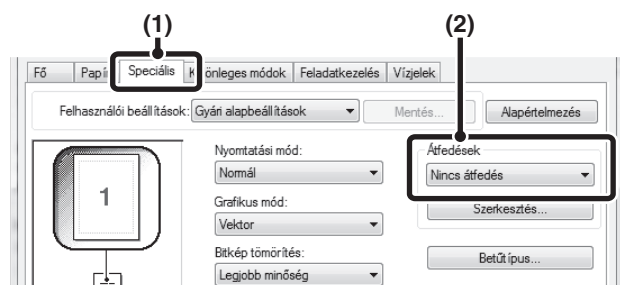 (1) (2)
Fő Papír Speciális Különleges módok Feladatkezelés Vízjelek
Felhasználói beállítások: Gyári alapbeállítások Mentés... Alapértelmezés
Nyomtatási mód: Átfedések
1 Normál Nincs átfedés
Grafikus mód:
Vektor Szerkesztés...
Bitkép tömörítés:
Legjobb minőség Betűtípus...